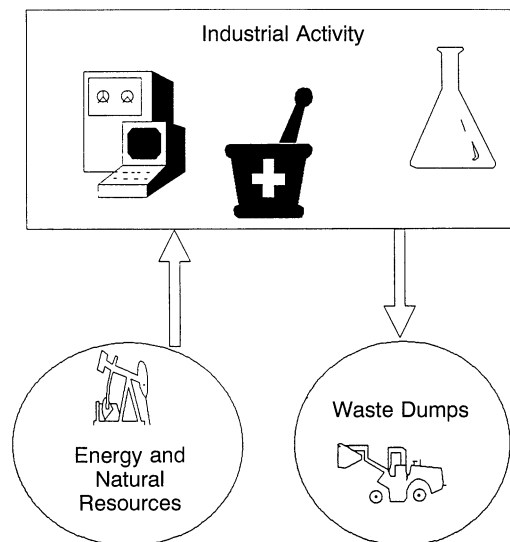 Industrial Activity
Energy and
Natural
Resources
Waste Dumps